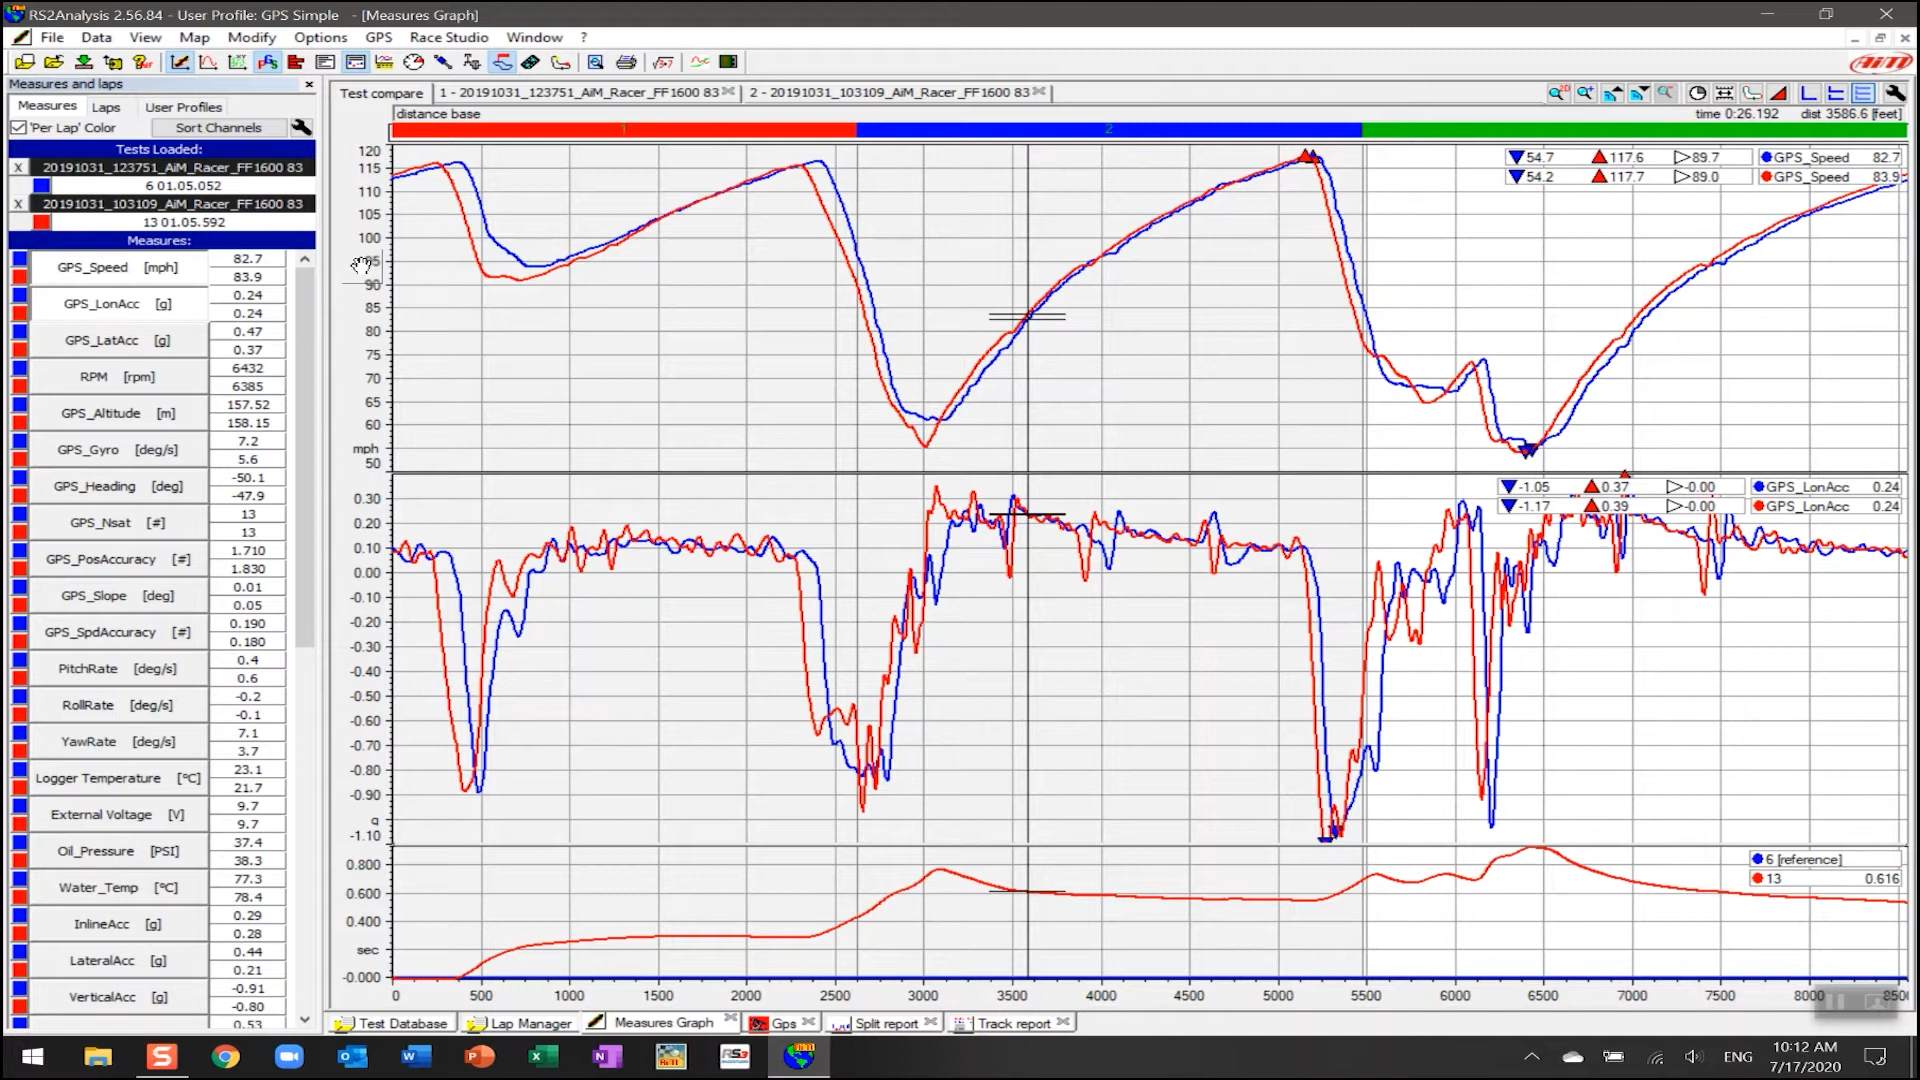 RS2Analysis 2.56.84 - User Profile: GPS Simple - [Measures Graph]
File Data View Map Modify Options GPS Race Studio Window ?
Measures and laps
Measures Laps User Profiles
'Per Lap' Color Sort Channels
Tests Loaded:
X 20191031_123751_AiM_Racer_FF1600 83
6 01.05.052
X 20191031_103109_AiM_Racer_FF1600 83
13 01.05.592
Measures:
GPS_Speed [mph] 82.7
83.9
GPS_LonAcc [g] 0.24
0.24
GPS_LatAcc [g] 0.47
0.37
RPM [rpm] 6432
6385
GPS_Altitude [m] 157.52
158.15
GPS_Gyro [deg/s] 7.2
5.6
GPS_Heading [deg] -50.1
-47.9
GPS_Nsat [#] 13
13
GPS_PosAccuracy [#] 1.710
1.830
GPS_Slope [deg] 0.01
0.05
GPS_SpdAccuracy [#] 0.190
0.180
PitchRate [deg/s] 0.4
0.6
RollRate [deg/s] -0.2
-0.1
YawRate [deg/s] 7.1
3.7
Logger Temperature [°C] 23.1
21.7
External Voltage [V] 9.7
9.7
Oil_Pressure [PSI] 37.4
38.3
Water_Temp [°C] 77.3
78.4
InlineAcc [g] 0.29
0.28
LateralAcc [g] 0.44
0.21
VerticalAcc [g] -0.91
-0.80
0.53
AiM
Test compare 1 - 20191031_123751_AiM_Racer_FF1600 83 2 - 20191031_103109_AiM_Racer_FF1600 83
distance base time 0:26.192 dist 3586.6 [feet]
1 2
120
115
110
105
100
95
90
85
80
75
70
65
60
mph
50
54.7 117.6 89.7 GPS_Speed 82.7
54.2 117.7 89.0 GPS_Speed 83.9
0.30
0.20
0.10
0.00
-0.10
-0.20
-0.30
-0.40
-0.50
-0.60
-0.70
-0.80
-0.90
g
-1.10
-1.05 0.37 -0.00 GPS_LonAcc 0.24
-1.17 0.39 -0.00 GPS_LonAcc 0.24
0.800
0.600
0.400
sec
-0.000
6 [reference]
13 0.616
0 500 1000 1500 2000 2500 3000 3500 4000 4500 5000 5500 6000 6500 7000 7500 8000 8500
Test Database Lap Manager Measures Graph Gps Split report Track report
RS3
ENG
10:12 AM
7/17/2020